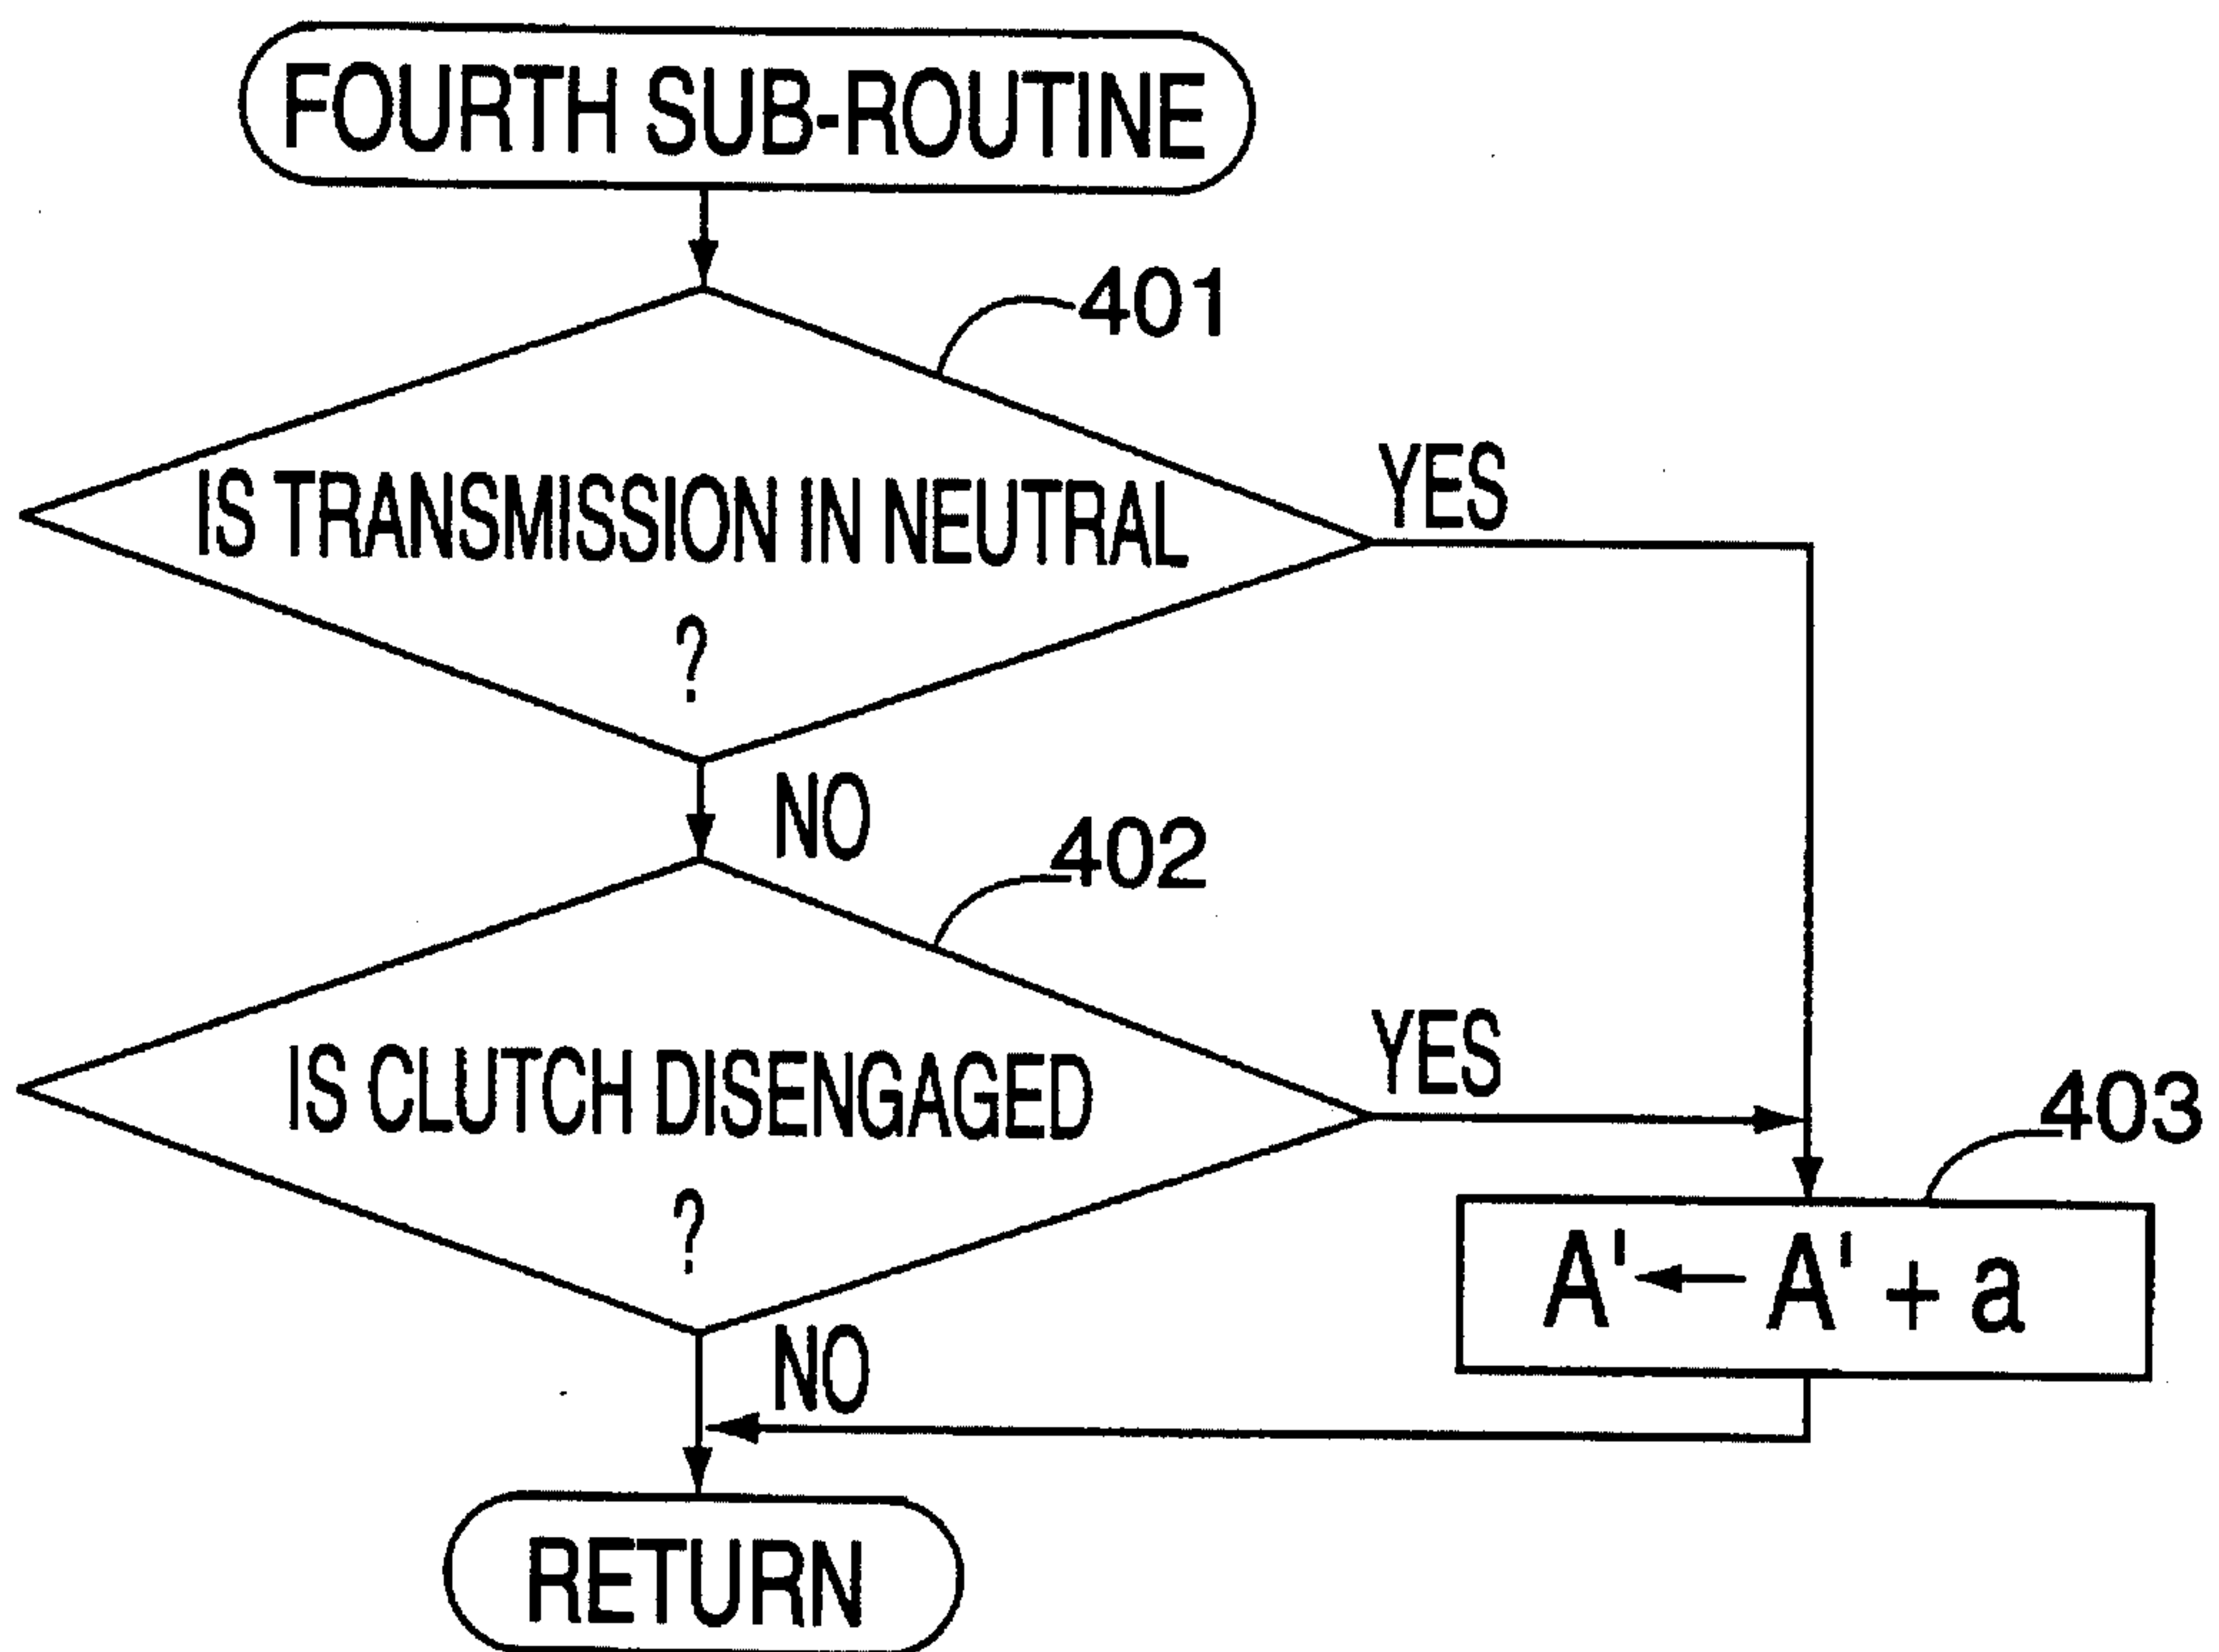 FOURTH SUB-ROUTINE
401
IS TRANSMISSION IN NEUTRAL
?
YES
NO
402
IS CLUTCH DISENGAGED
?
YES
403
A' ← A' + a
NO
RETURN